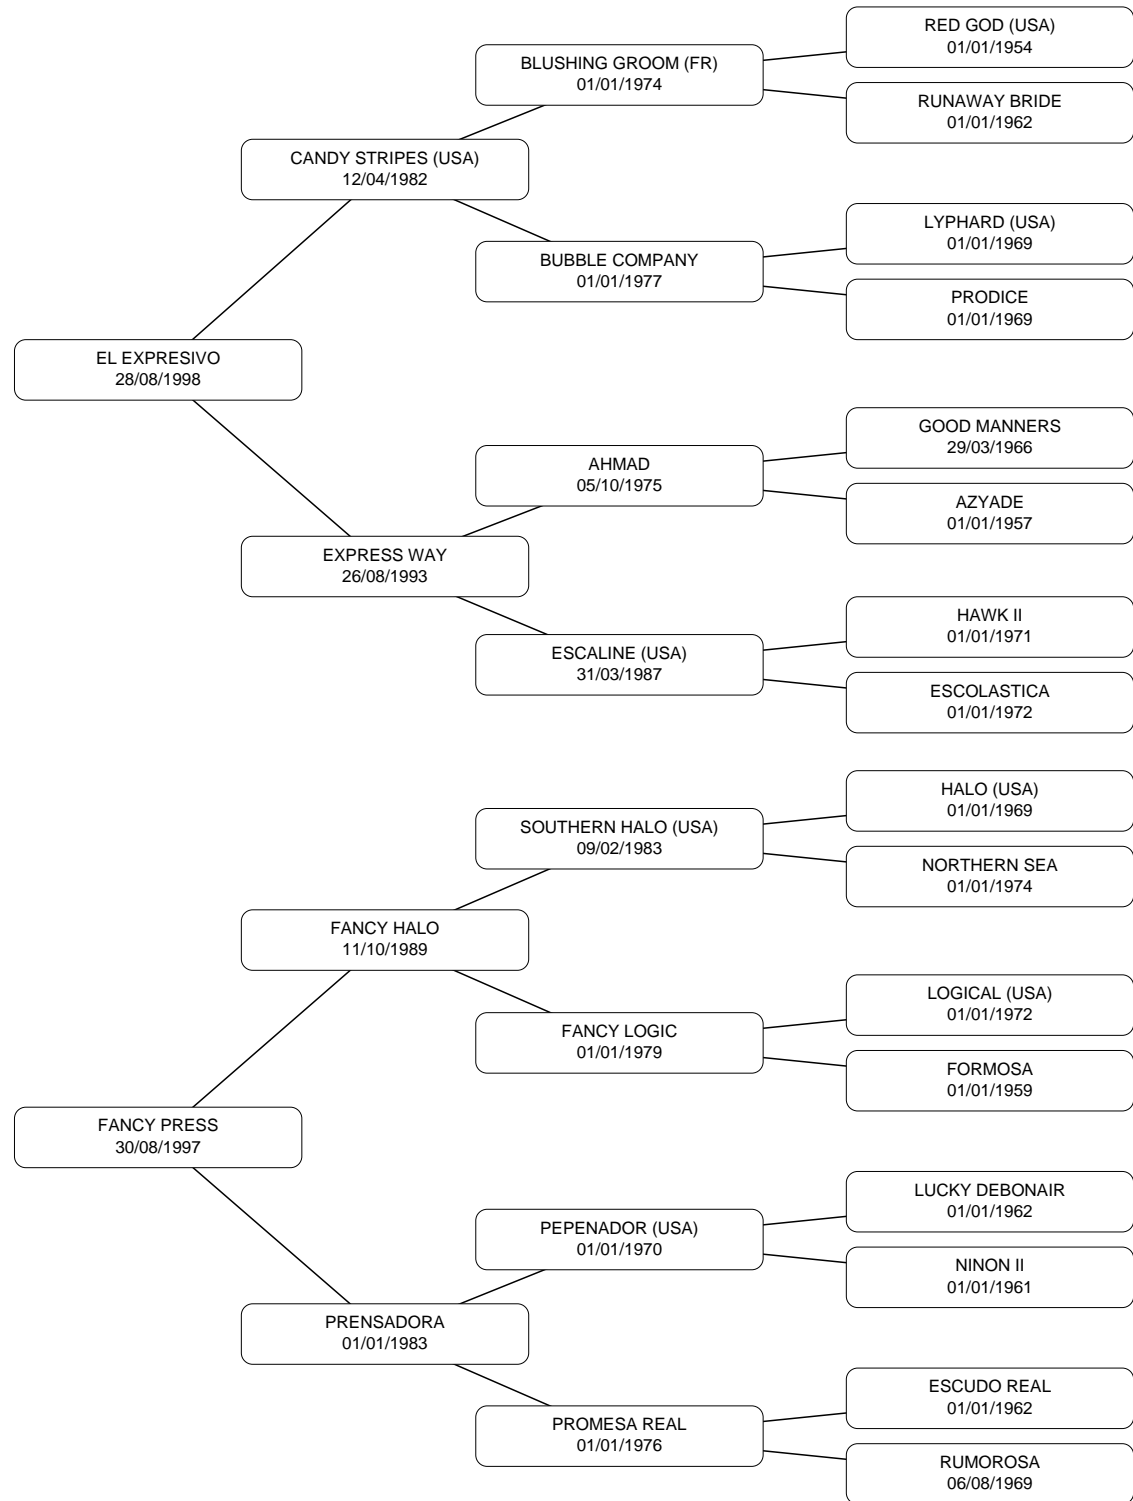 RED GOD (USA)
01/01/1954
BLUSHING GROOM (FR)
01/01/1974
RUNAWAY BRIDE
01/01/1962
CANDY STRIPES (USA)
12/04/1982
LYPHARD (USA)
01/01/1969
BUBBLE COMPANY
01/01/1977
PRODICE
01/01/1969
EL EXPRESIVO
28/08/1998
GOOD MANNERS
29/03/1966
AHMAD
05/10/1975
AZYADE
01/01/1957
EXPRESS WAY
26/08/1993
HAWK II
01/01/1971
ESCALINE (USA)
31/03/1987
ESCOLASTICA
01/01/1972
HALO (USA)
01/01/1969
SOUTHERN HALO (USA)
09/02/1983
NORTHERN SEA
01/01/1974
FANCY HALO
11/10/1989
LOGICAL (USA)
01/01/1972
FANCY LOGIC
01/01/1979
FORMOSA
01/01/1959
FANCY PRESS
30/08/1997
LUCKY DEBONAIR
01/01/1962
PEPENADOR (USA)
01/01/1970
NINON II
01/01/1961
PRENSADORA
01/01/1983
ESCUDO REAL
01/01/1962
PROMESA REAL
01/01/1976
RUMOROSA
06/08/1969